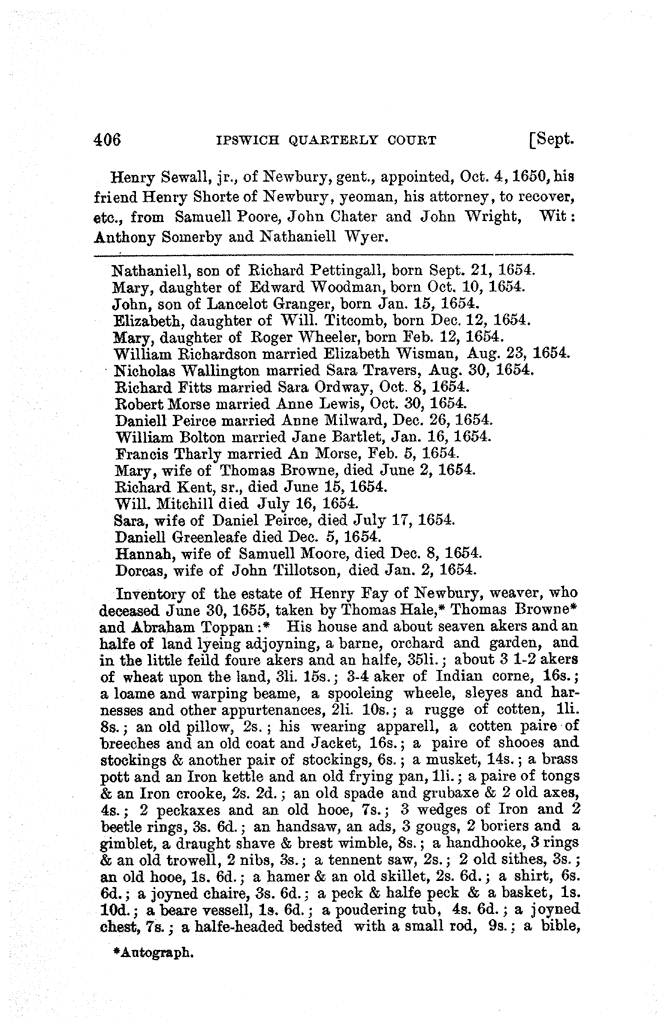 406 IPSWICH QUARTERLY COURT [Sept.
Henry Sewall, jr., of Newbury, gent., appointed, Oct. 4, 1650, his
friend Henry Shorte of Newbury, yeoman, his attorney, to recover,
etc., from Samuell Poore, John Chater and John Wright, Wit:
Anthony Somerby and Nathaniell Wyer.
Nathaniell, son of Richard Pettingall, born Sept. 21, 1654.
Mary, daughter of Edward Woodman, born Oct. 10, 1654.
John, son of Lancelot Granger, born Jan. 15, 1654.
Elizabeth, daughter of Will. Titcomb, born Dec. 12, 1654.
Mary, daughter of Roger Wheeler, born Feb. 12, 1654.
William Richardson married Elizabeth Wisman, Aug. 23, 1654.
Nicholas Wallington married Sara Travers, Aug. 30, 1654.
Richard Fitts married Sara Ordway, Oct. 8, 1654.
Robert Morse married Anne Lewis, Oct. 30, 1654.
Daniell Peirce married Anne Milward, Dec. 26, 1654.
William Bolton married Jane Bartlet, Jan. 16, 1654.
Francis Tharly married An Morse, Feb. 5, 1654.
Mary, wife of Thomas Browne, died June 2, 1654.
Richard Kent, sr., died June 15, 1654.
Will. Mitchill died July 16, 1654.
Sara, wife of Daniel Peirce, died July 17, 1654.
Daniell Greenleafe died Dec. 5, 1654.
Hannah, wife of Samuell Moore, died Dec. 8, 1654.
Dorcas, wife of John Tillotson, died Jan. 2, 1654.
Inventory of the estate of Henry Fay of Newbury, weaver, who
deceased June 30, 1655, taken by Thomas Hale,* Thomas Browne*
and Abraham Toppan:* His house and about seaven akers and an
halfe of land lyeing adjoyning, a barne, orchard and garden, and
in the little feild foure akers and an halfe, 35li.; about 3 1-2 akers
of wheat upon the land, 3li. 15s.; 3-4 aker of Indian corne, 16s.;
a loame and warping beame, a spooleing wheele, sleyes and har-
nesses and other appurtenances, 2li. 10s.; a rugge of cotten, 1li.
8s.; an old pillow, 2s.; his wearing apparell, a cotten paire of
breeches and an old coat and Jacket, 16s.; a paire of shooes and
stockings & another pair of stockings, 6s.; a musket, 14s.; a brass
pott and an Iron kettle and an old frying pan, 1li.; a paire of tongs
& an Iron crooke, 2s. 2d.; an old spade and grubaxe & 2 old axes,
4s.; 2 peckaxes and an old hooe, 7s.; 3 wedges of Iron and 2
beetle rings, 3s. 6d.; an handsaw, an ads, 3 gougs, 2 boriers and a
gimblet, a draught shave & brest wimble, 8s.; a handhooke, 3 rings
& an old trowell, 2 nibs, 3s.; a tennent saw, 2s.; 2 old sithes, 3s.;
an old hooe, 1s. 6d.; a hamer & an old skillet, 2s. 6d.; a shirt, 6s.
6d.; a joyned chaire, 3s. 6d.; a peck & halfe peck & a basket, 1s.
10d.; a beare vessell, 1s. 6d.; a poudering tub, 4s. 6d.; a joyned
chest, 7s.; a halfe-headed bedsted with a small rod, 9s.; a bible,
*Autograph.